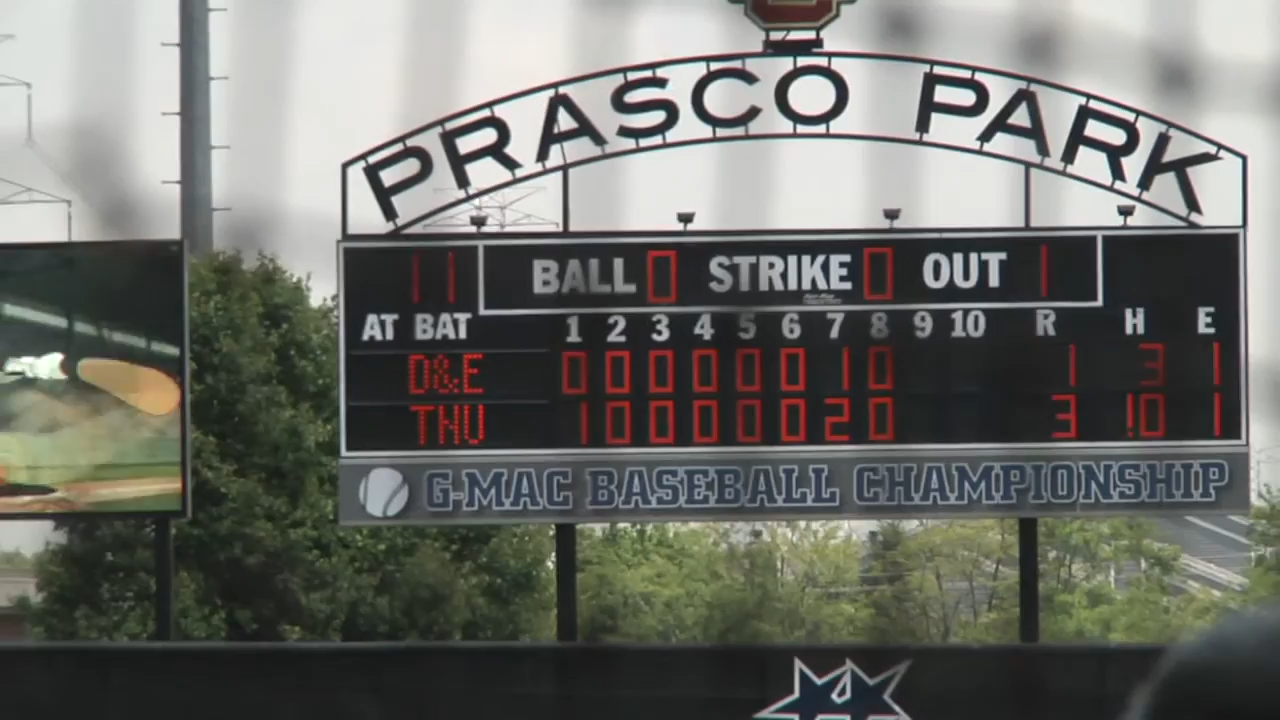 PRASCO PARK
11 BALL 0 STRIKE 0 OUT 1
AT BAT 1 2 3 4 5 6 7 8 9 10 R H E
D&E 0 0 0 0 0 0 1 0 1 3 1
TNU 1 0 0 0 0 0 2 0 3 10 1
G-MAC BASEBALL CHAMPIONSHIP